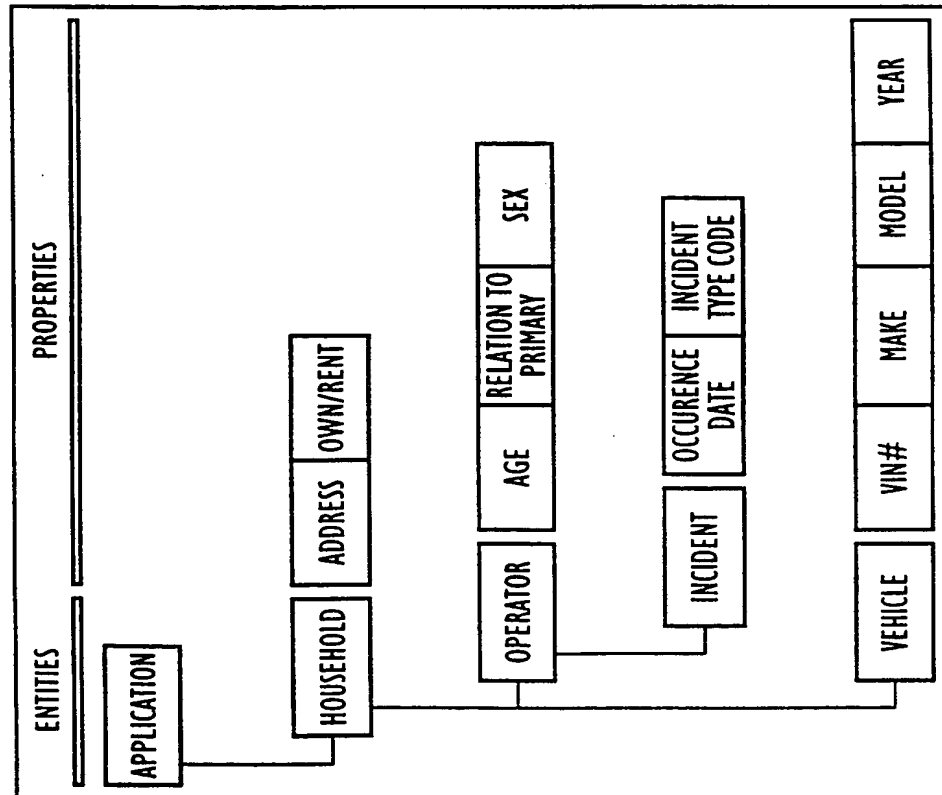 ENTITIES
PROPERTIES
APPLICATION
HOUSEHOLD
ADDRESS
OWN/RENT
OPERATOR
AGE
RELATION TO
PRIMARY
SEX
INCIDENT
OCCURENCE
DATE
INCIDENT
TYPE CODE
VEHICLE
VIN#
MAKE
MODEL
YEAR